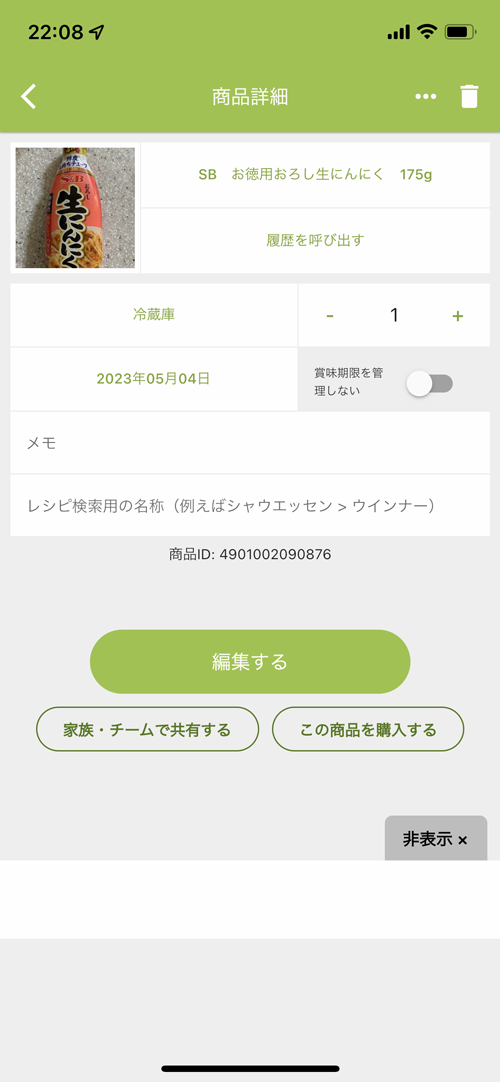 22:08
商品詳細
S&B
生にんにく
SB　お徳用おろし生にんにく　175g
履歴を呼び出す
冷蔵庫
- 1 +
2023年05月04日
賞味期限を管
理しない
メモ
レシピ検索用の名称（例えばシャウエッセン > ウインナー）
商品ID: 4901002090876
編集する
家族・チームで共有する
この商品を購入する
非表示 ×